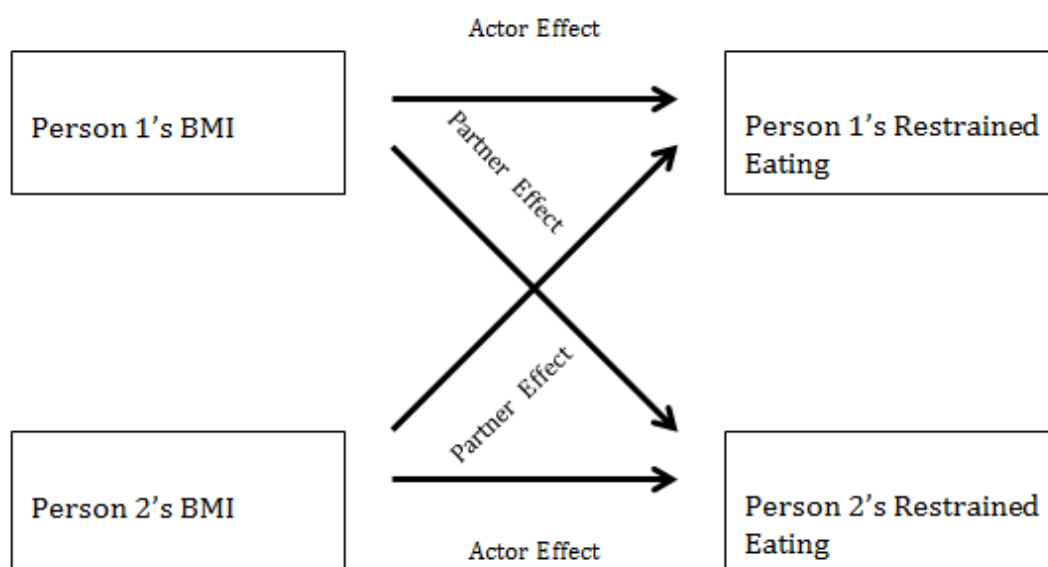 Actor Effect
Person 1’s BMI
Person 1’s Restrained
Eating
Partner Effect
Partner Effect
Person 2’s BMI
Person 2’s Restrained
Eating
Actor Effect